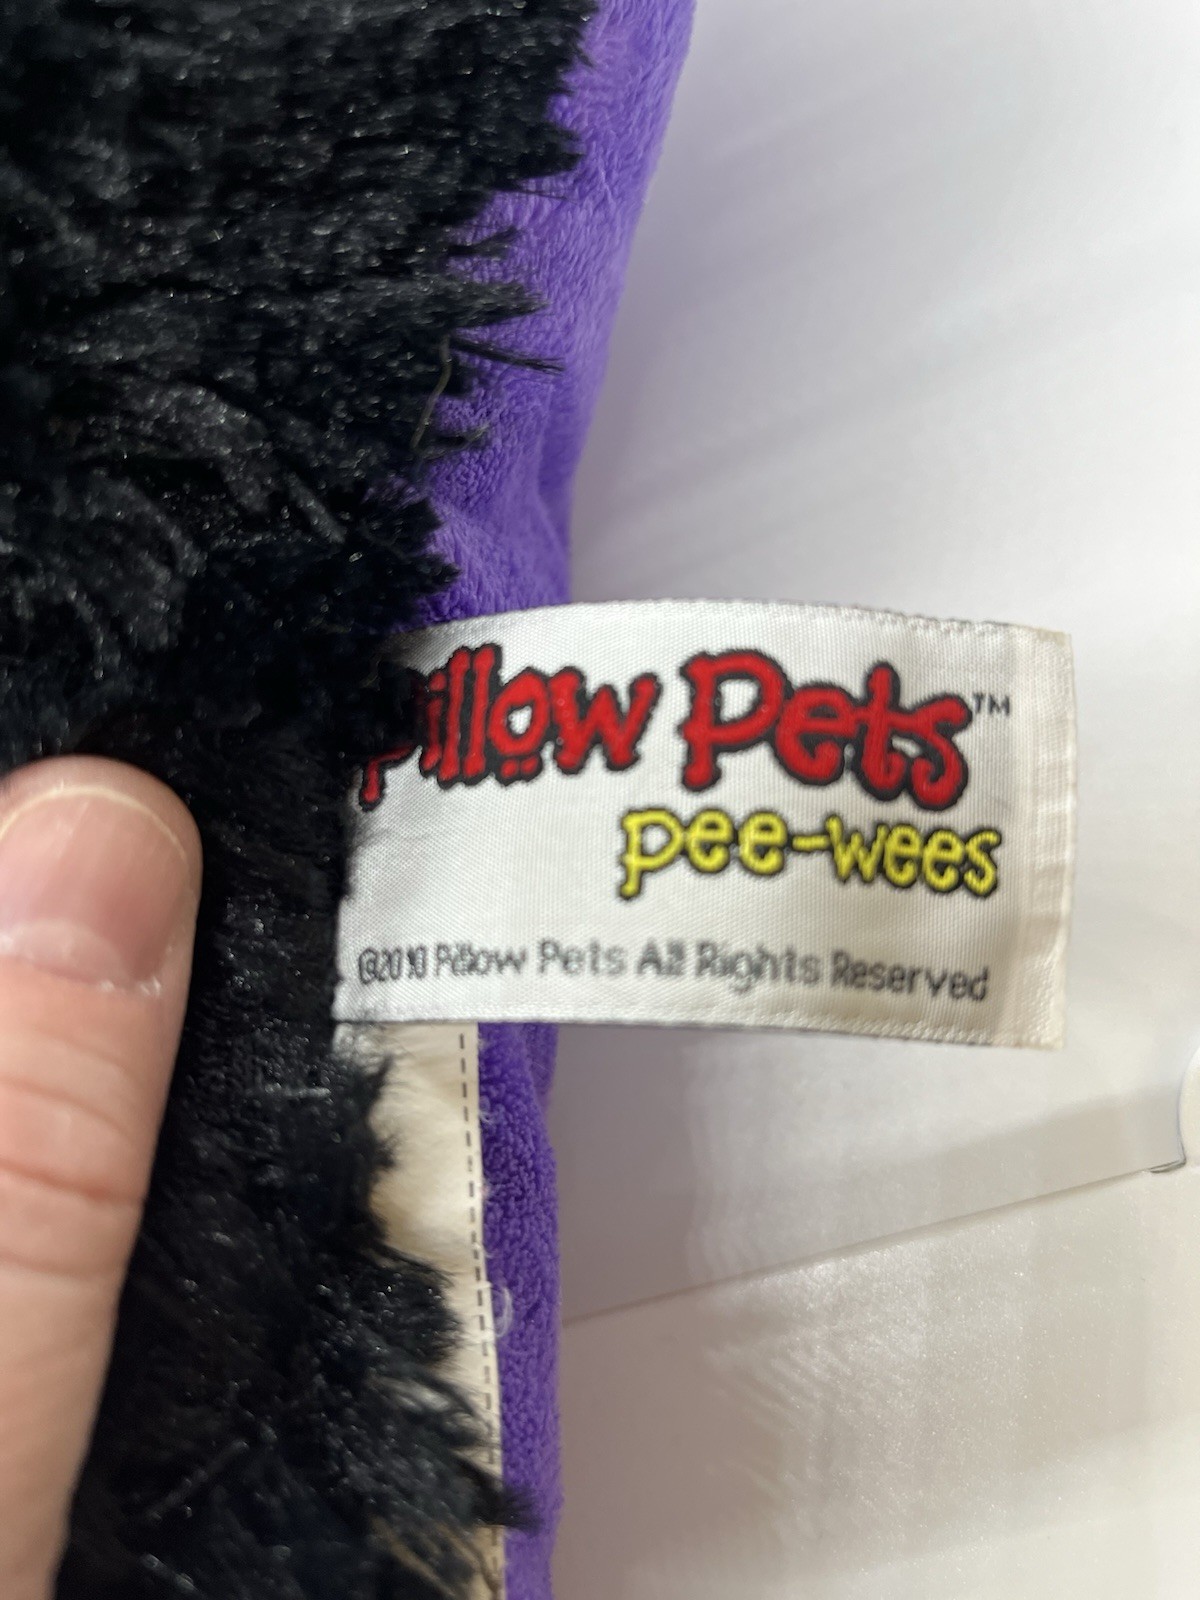 Pillow Pets™
pee-wees
©2010 Pillow Pets All Rights Reserved